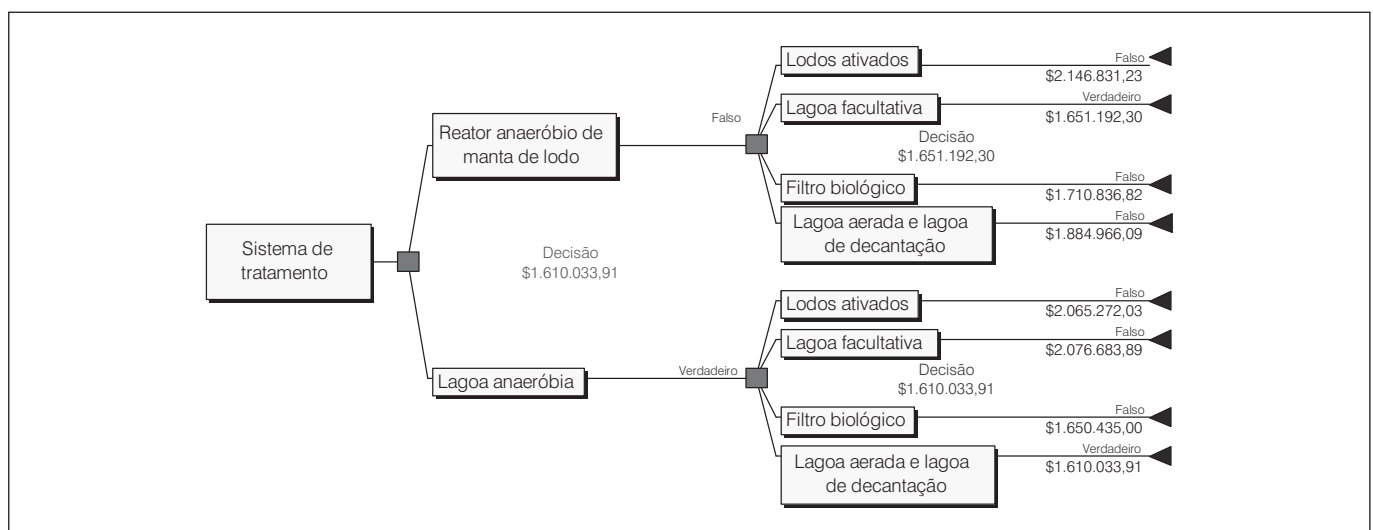 Lodos ativados
Falso
$2.146.831,23
Lagoa facultativa
Verdadeiro
$1.651.192,30
Falso
Reator anaeróbio de
manta de lodo
Decisão
$1.651.192,30
Filtro biológico
Falso
$1.710.836,82
Lagoa aerada e lagoa
de decantação
Falso
$1.884.966,09
Sistema de
tratamento
Decisão
$1.610.033,91
Lodos ativados
Falso
$2.065.272,03
Lagoa facultativa
Falso
$2.076.683,89
Lagoa anaeróbia
Verdadeiro
Decisão
$1.610.033,91
Filtro biológico
Falso
$1.650.435,00
Lagoa aerada e lagoa
de decantação
Verdadeiro
$1.610.033,91